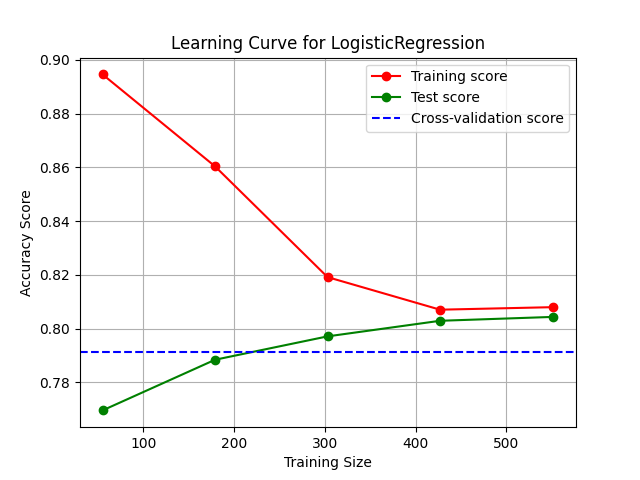 Learning Curve for LogisticRegression
Training score
Test score
Cross-validation score
Accuracy Score
0.90
0.88
0.86
0.84
0.82
0.80
0.78
100
200
300
400
500
Training Size